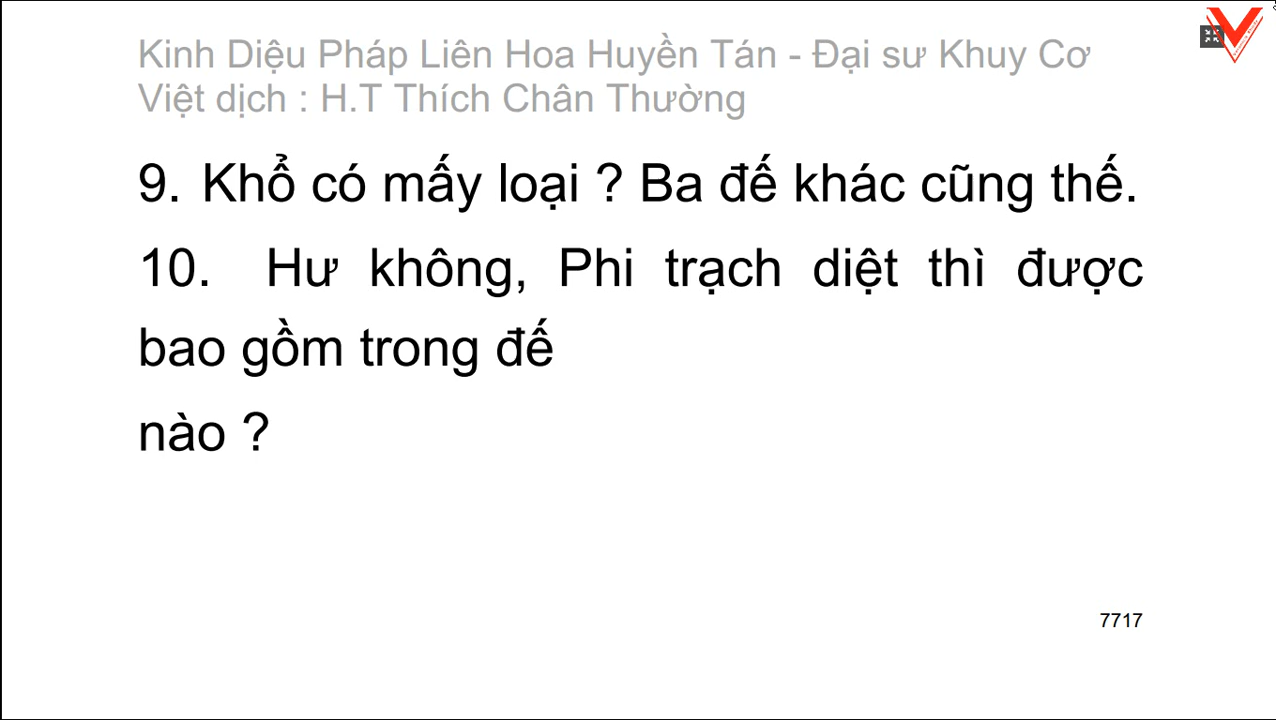 Kinh Diệu Pháp Liên Hoa Huyền Tán - Đại sư Khuy Cơ
Việt dịch : H.T Thích Chân Thường
9. Khổ có mấy loại ? Ba đế khác cũng thế.
10. Hư không, Phi trạch diệt thì được
bao gồm trong đế
nào ?
7717